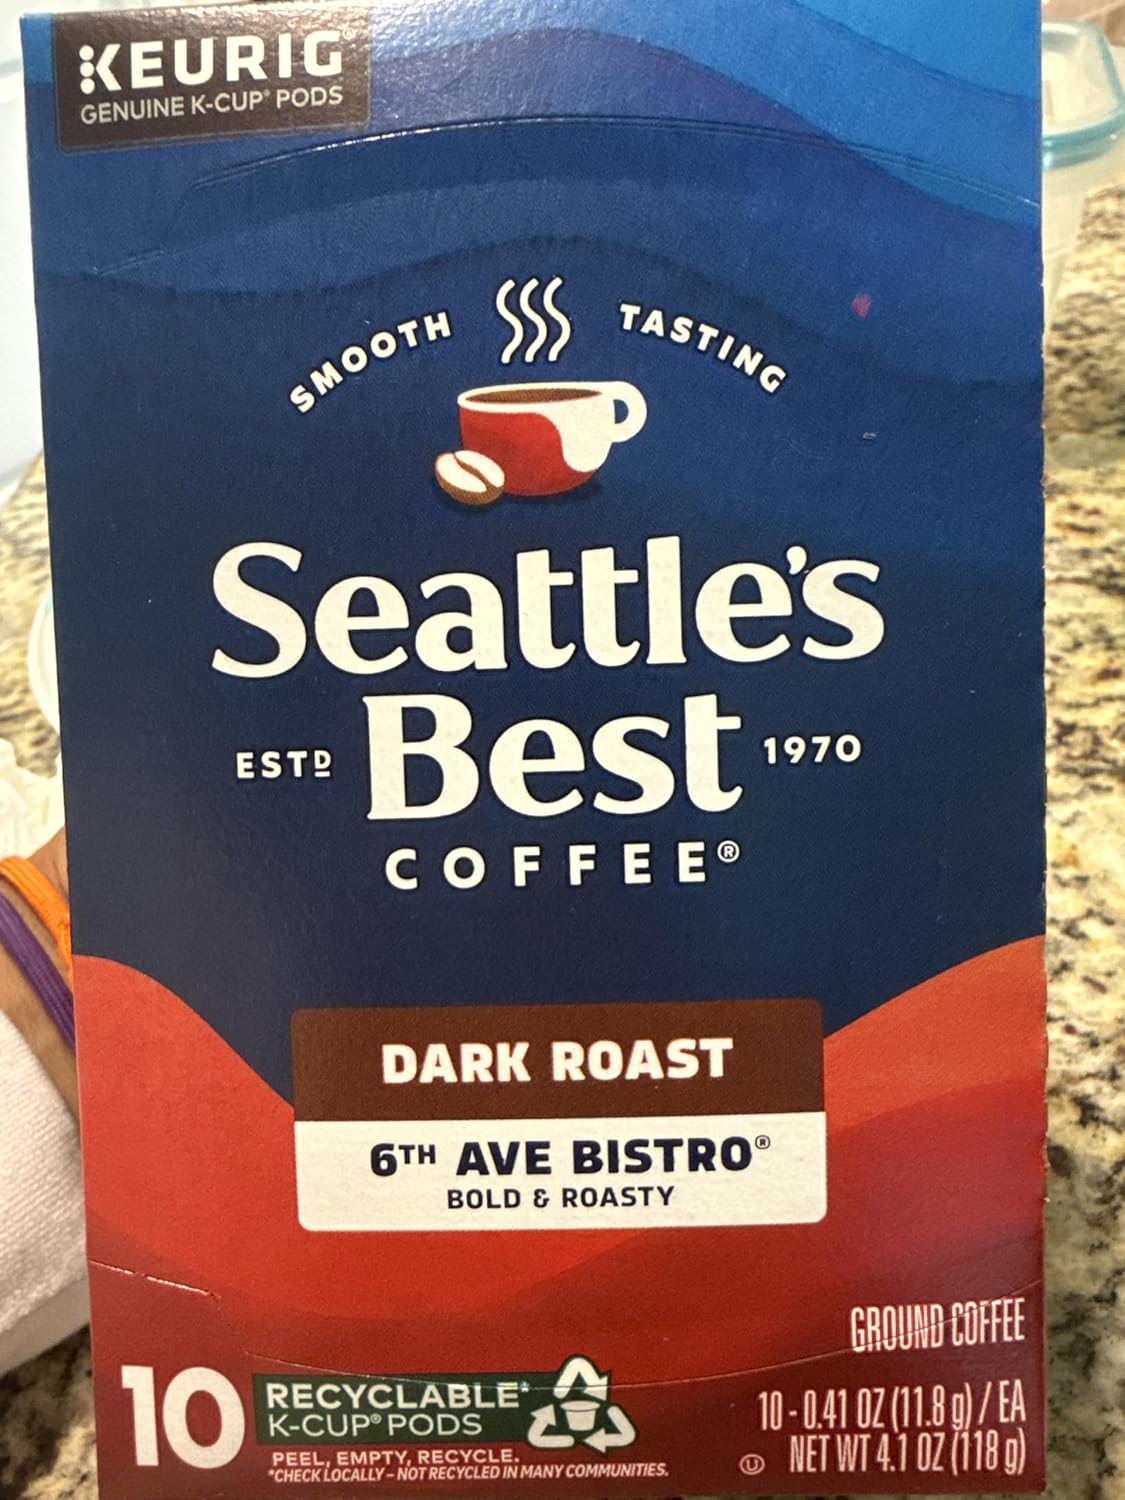 KEURIG®
GENUINE K-CUP® PODS
SMOOTH TASTING
Seattle's
ESTD Best 1970
COFFEE®
DARK ROAST
6TH AVE BISTRO®
BOLD & ROASTY
GROUND COFFEE
10 RECYCLABLE*
K-CUP® PODS
PEEL, EMPTY, RECYCLE.
*CHECK LOCALLY – NOT RECYCLED IN MANY COMMUNITIES.
10 - 0.41 OZ (11.8 g) / EA
U NET WT 4.1 OZ (118 g)